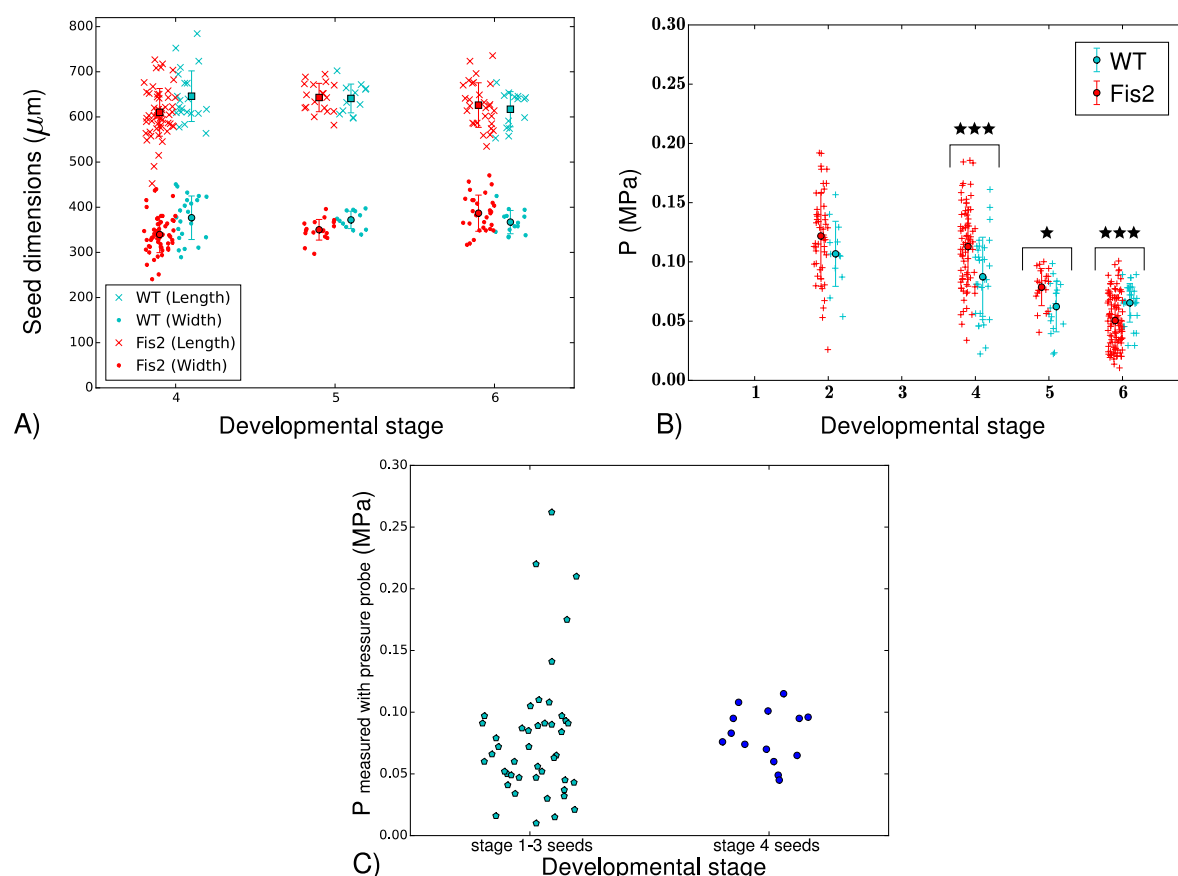 800
700
600
500
400
300
200
100
0
Seed dimensions (μm)
× WT (Length)
• WT (Width)
× Fis2 (Length)
• Fis2 (Width)
4 5 6
Developmental stage
A)
0.30
0.25
0.20
0.15
0.10
0.05
0.00
P (MPa)
WT
Fis2
★★★
★
★★★
1 2 3 4 5 6
Developmental stage
B)
0.30
0.25
0.20
0.15
0.10
0.05
0.00
P measured with pressure probe (MPa)
stage 1-3 seeds stage 4 seeds
Developmental stage
C)